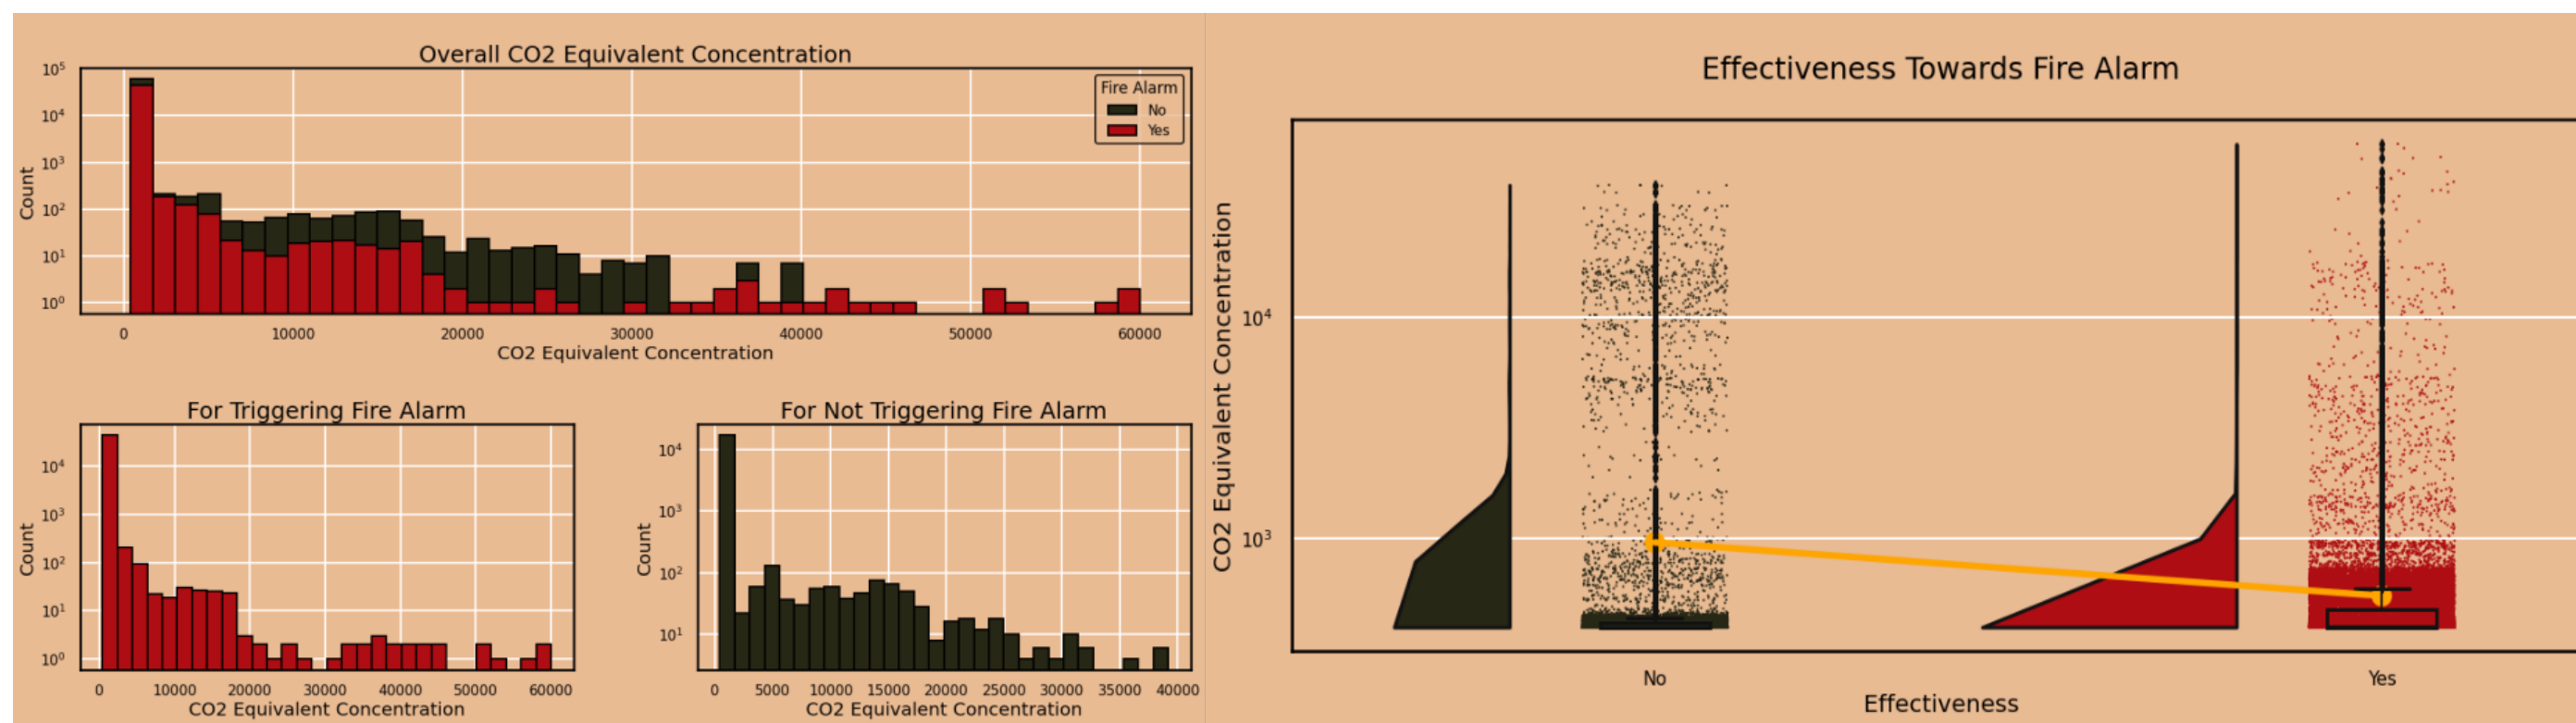 Overall CO2 Equivalent Concentration
Count
10⁵
10⁴
10³
10²
10¹
10⁰
Fire Alarm
No
Yes
0 10000 20000 30000 40000 50000 60000
CO2 Equivalent Concentration
For Triggering Fire Alarm
Count
10⁴
10³
10²
10¹
10⁰
0 10000 20000 30000 40000 50000 60000
CO2 Equivalent Concentration
For Not Triggering Fire Alarm
Count
10⁴
10³
10²
10¹
0 5000 10000 15000 20000 25000 30000 35000 40000
CO2 Equivalent Concentration
Effectiveness Towards Fire Alarm
CO2 Equivalent Concentration
10⁴
10³
No Yes
Effectiveness